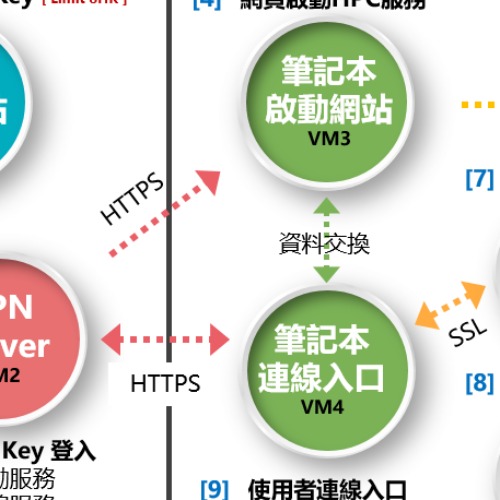 Key [ Limit 8HR ]
[4] 網頁啟動HPC服務
站
筆記本
啟動網站
VM3
[7]
HTTPS
資料交換
PN
ver
M2
HTTPS
筆記本
連線入口
VM4
SSL
[8]
Key 登入
動服務
[9] 使用者連線入口